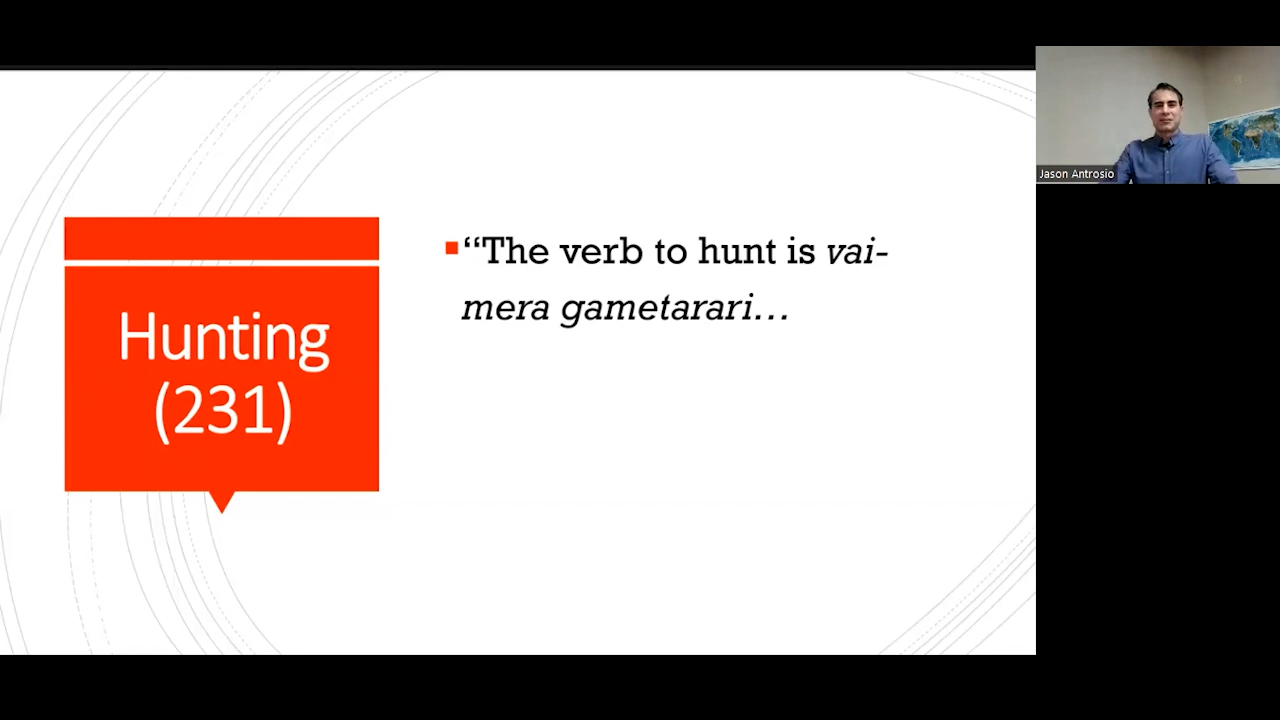 Hunting
(231)
“The verb to hunt is vai-
mera gametarari…
Jason Antrosio